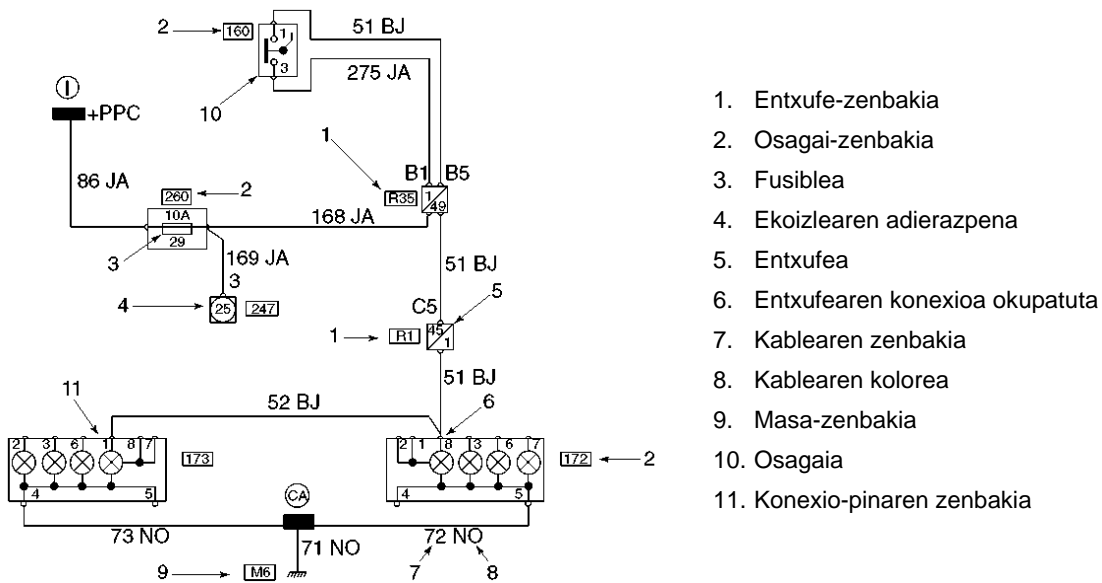 2 160 1 51 BJ
3 275 JA
10
I
+PPC
1 B1 B5
86 JA R35 1
49
260 2
10A 168 JA
29
3 169 JA
3 51 BJ
4 25 247 C5 5
1 R1 45
1
51 BJ
11 52 BJ 6
2 3 6 1 8 7 2 1 8 3 6 7
173 172 2
4 5 4 5
CA
73 NO 71 NO 72 NO
9 M6 7 8
1. Entxufe-zenbakia
2. Osagai-zenbakia
3. Fusiblea
4. Ekoizlearen adierazpena
5. Entxufea
6. Entxufearen konexioa okupatuta
7. Kablearen zenbakia
8. Kablearen kolorea
9. Masa-zenbakia
10. Osagaia
11. Konexio-pinaren zenbakia